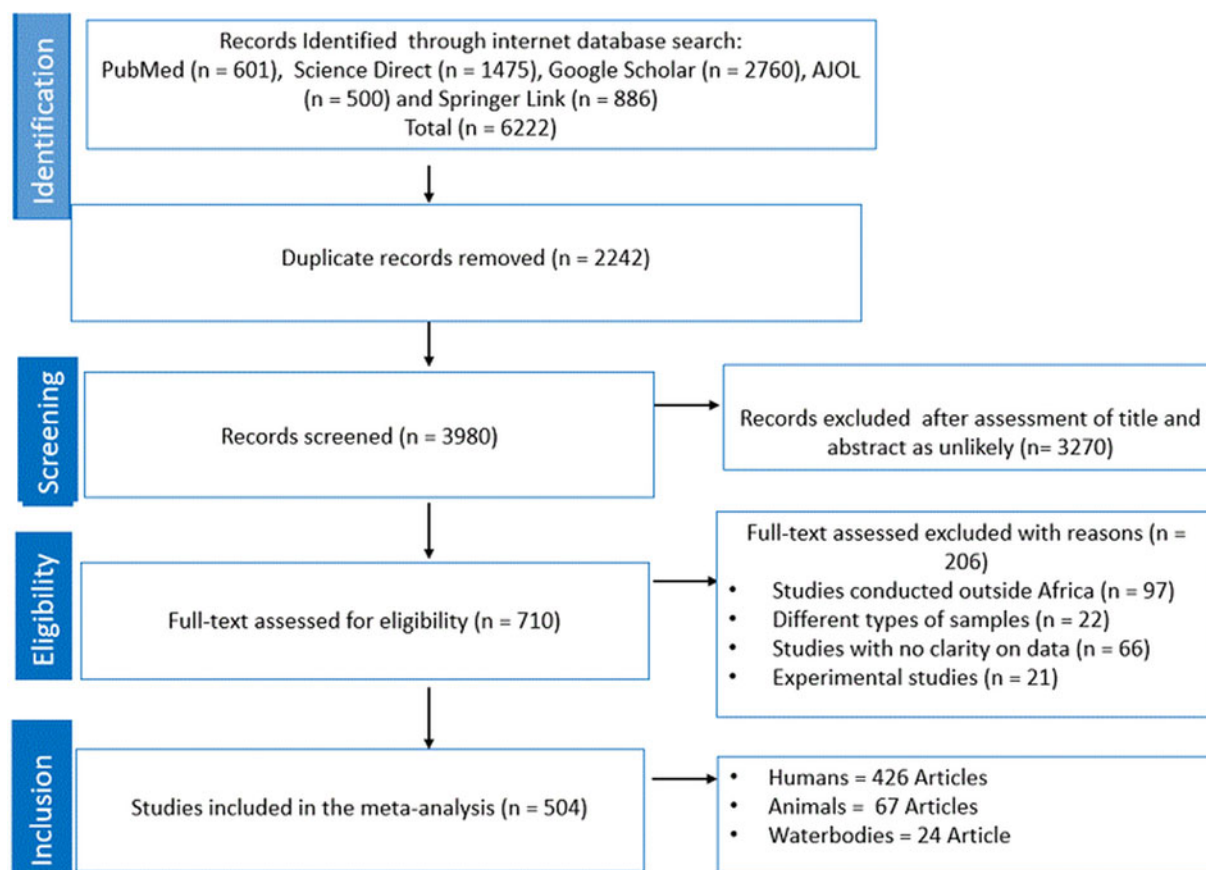 Identification
Records Identified through internet database search:
PubMed (n = 601), Science Direct (n = 1475), Google Scholar (n = 2760), AJOL
(n = 500) and Springer Link (n = 886)
Total (n = 6222)
Duplicate records removed (n = 2242)
Screening
Records screened (n = 3980)
Records excluded after assessment of title and
abstract as unlikely (n= 3270)
Eligibility
Full-text assessed for eligibility (n = 710)
Full-text assessed excluded with reasons (n =
206)
• Studies conducted outside Africa (n = 97)
• Different types of samples (n = 22)
• Studies with no clarity on data (n = 66)
• Experimental studies (n = 21)
Inclusion
Studies included in the meta-analysis (n = 504)
• Humans = 426 Articles
• Animals = 67 Articles
• Waterbodies = 24 Article